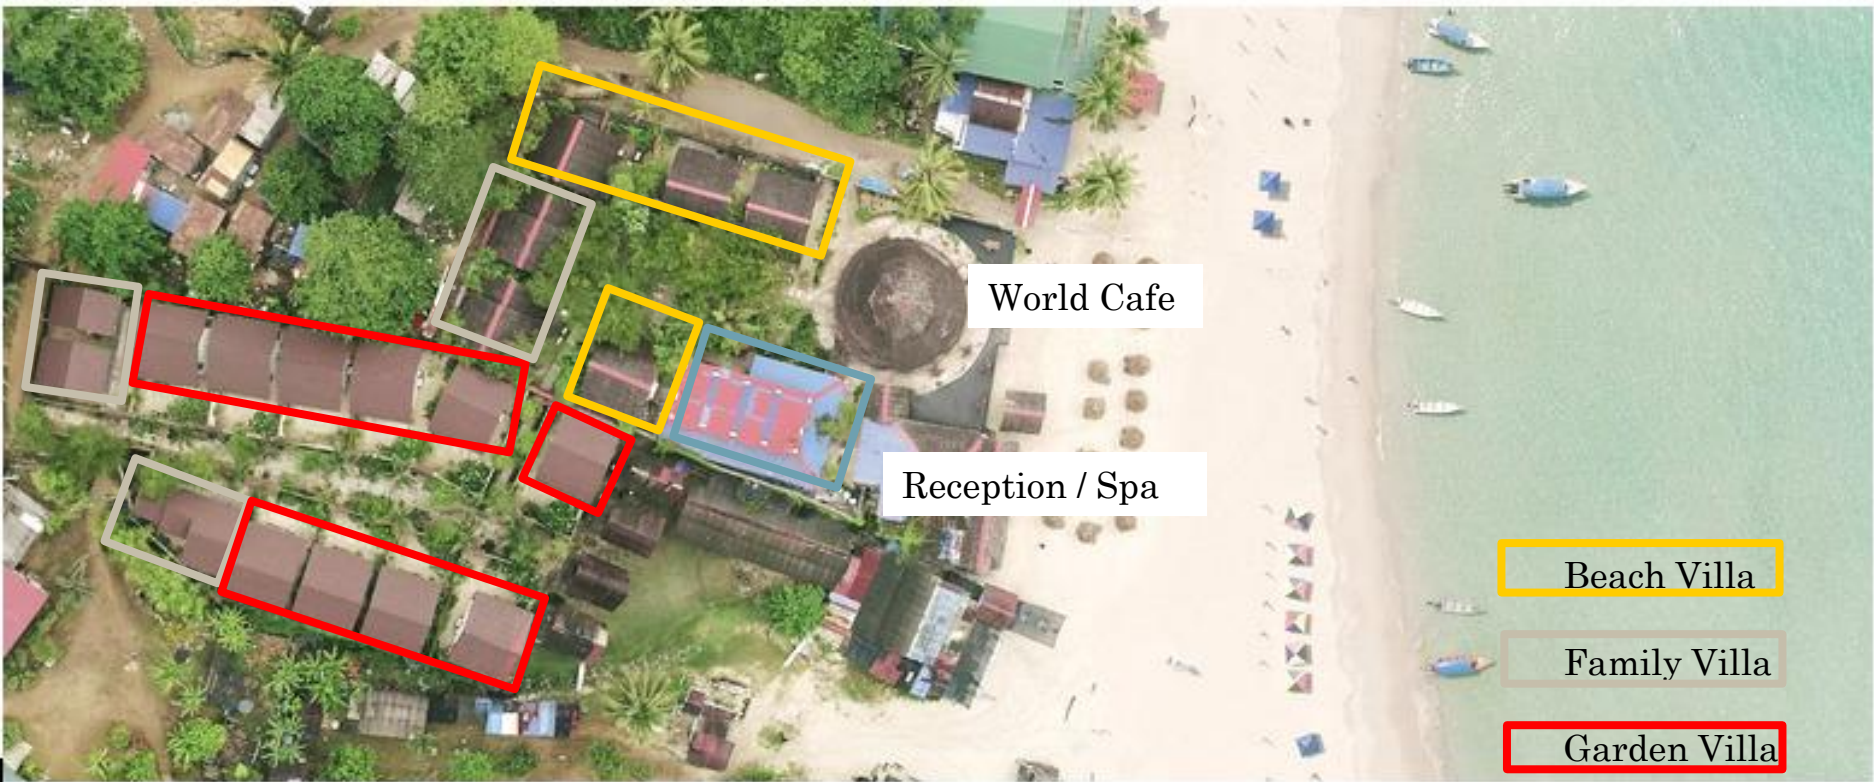 World Cafe
Reception / Spa
Beach Villa
Family Villa
Garden Villa